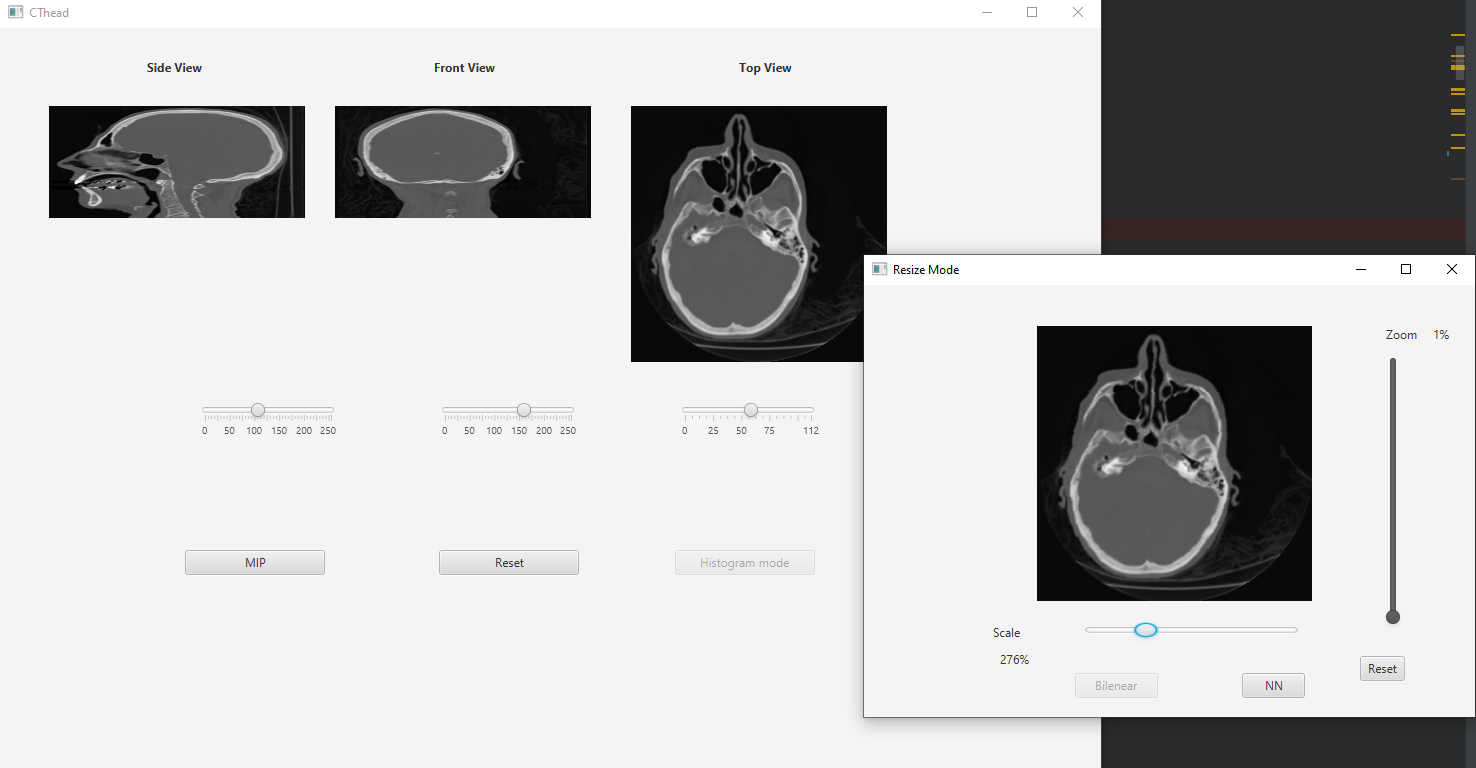 CThead
Side View
Front View
Top View
0 50 100 150 200 250
0 50 100 150 200 250
0 25 50 75 112
MIP
Reset
Histogram mode
Resize Mode
Zoom 1%
Scale
276%
Bilenear
NN
Reset